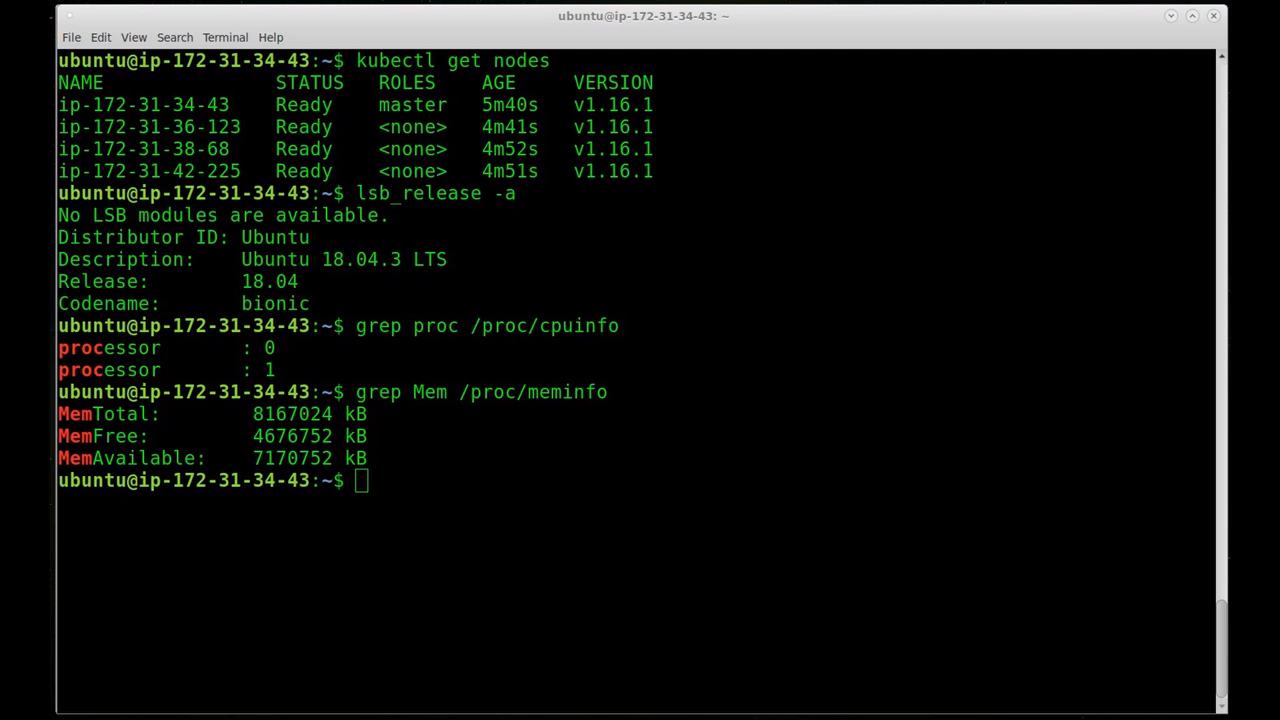 ubuntu@ip-172-31-34-43: ~
File Edit View Search Terminal Help
ubuntu@ip-172-31-34-43:~$ kubectl get nodes
NAME STATUS ROLES AGE VERSION
ip-172-31-34-43 Ready master 5m40s v1.16.1
ip-172-31-36-123 Ready <none> 4m41s v1.16.1
ip-172-31-38-68 Ready <none> 4m52s v1.16.1
ip-172-31-42-225 Ready <none> 4m51s v1.16.1
ubuntu@ip-172-31-34-43:~$ lsb_release -a
No LSB modules are available.
Distributor ID: Ubuntu
Description: Ubuntu 18.04.3 LTS
Release: 18.04
Codename: bionic
ubuntu@ip-172-31-34-43:~$ grep proc /proc/cpuinfo
processor : 0
processor : 1
ubuntu@ip-172-31-34-43:~$ grep Mem /proc/meminfo
MemTotal: 8167024 kB
MemFree: 4676752 kB
MemAvailable: 7170752 kB
ubuntu@ip-172-31-34-43:~$